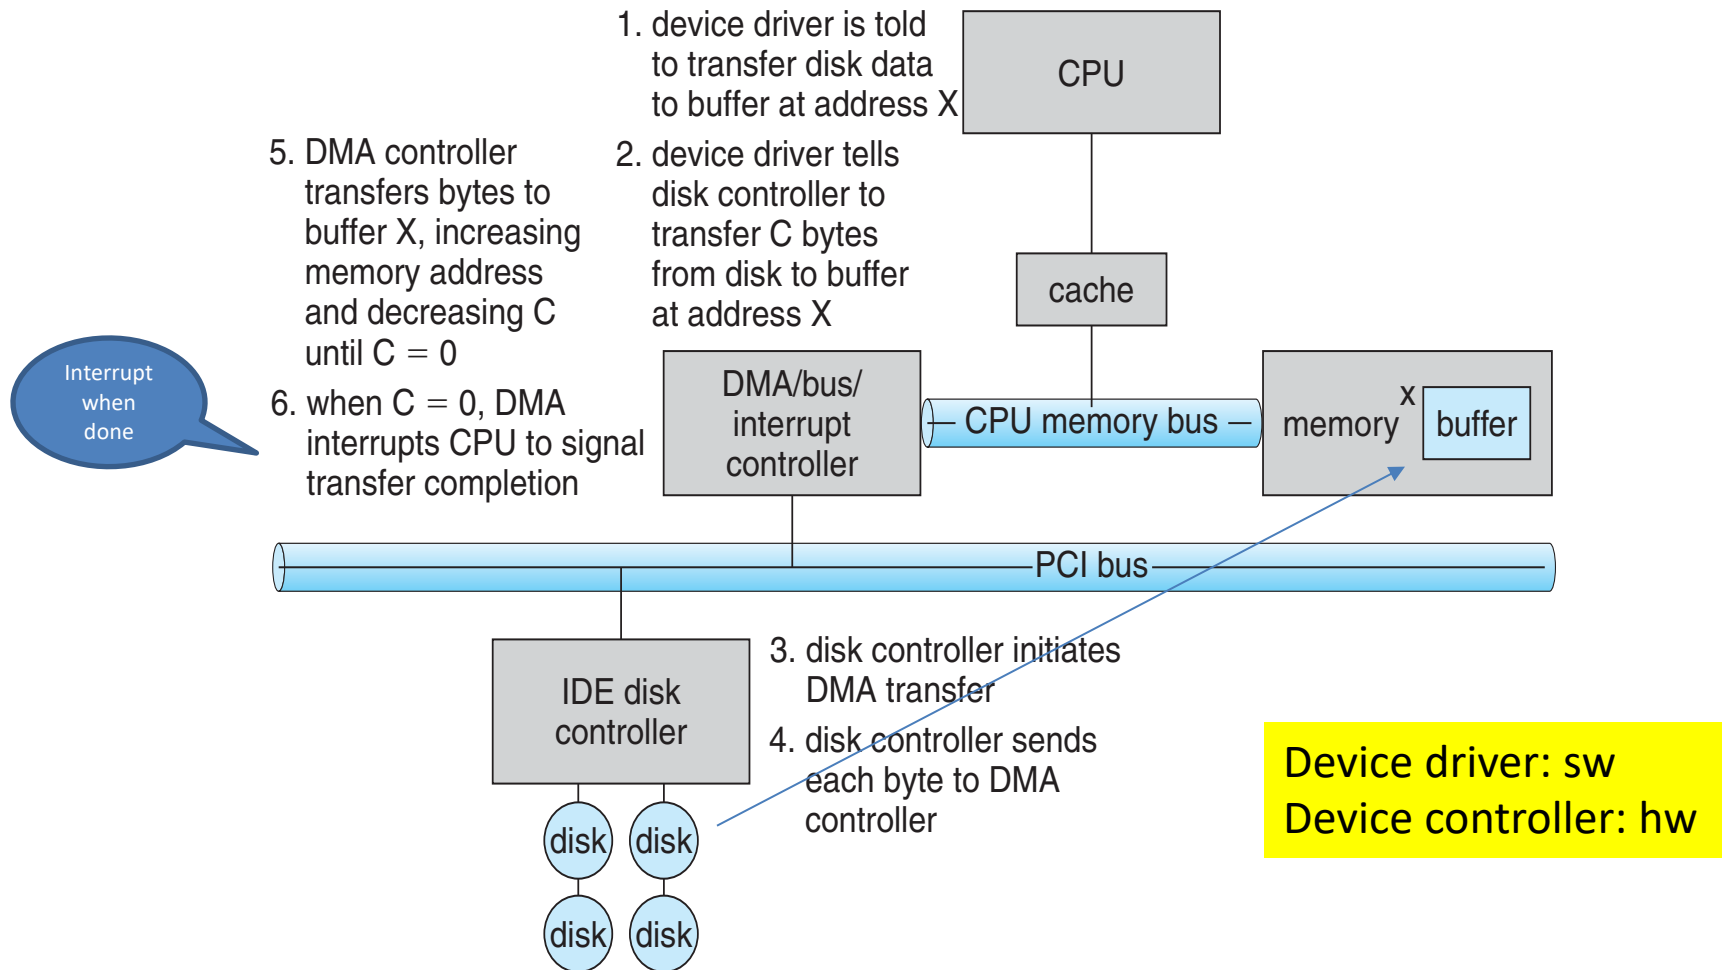 1. device driver is told
to transfer disk data
to buffer at address X
CPU
5. DMA controller
transfers bytes to
buffer X, increasing
memory address
and decreasing C
until C = 0
2. device driver tells
disk controller to
transfer C bytes
from disk to buffer
at address X
cache
Interrupt
when
done
6. when C = 0, DMA
interrupts CPU to signal
transfer completion
DMA/bus/
interrupt
controller
CPU memory bus
memory
X
buffer
PCI bus
IDE disk
controller
3. disk controller initiates
DMA transfer
4. disk controller sends
each byte to DMA
controller
Device driver: sw
Device controller: hw
disk
disk
disk
disk